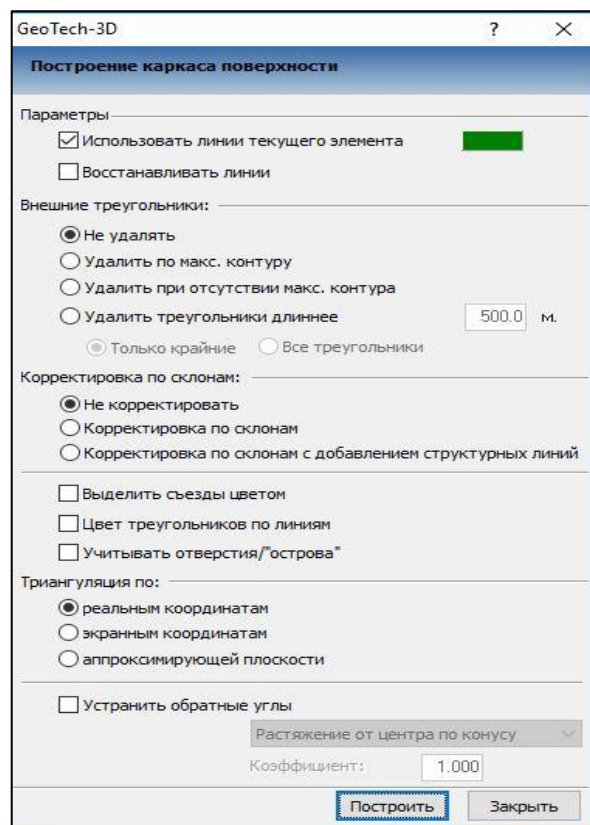 GeoTech-3D ?
Построение каркаса поверхности
Параметры
Использовать линии текущего элемента
Восстанавливать линии
Внешние треугольники:
Не удалять
Удалить по макс. контуру
Удалить при отсутствии макс. контура
Удалить треугольники длиннее 500.0 м.
Только крайние Все треугольники
Корректировка по склонам:
Не корректировать
Корректировка по склонам
Корректировка по склонам с добавлением структурных линий
Выделить съезды цветом
Цвет треугольников по линиям
Учитывать отверстия/"острова"
Триангуляция по:
реальным координатам
экранным координатам
аппроксимирующей плоскости
Устранить обратные углы
Растяжение от центра по конусу
Коэффициент: 1.000
Построить Закрыть